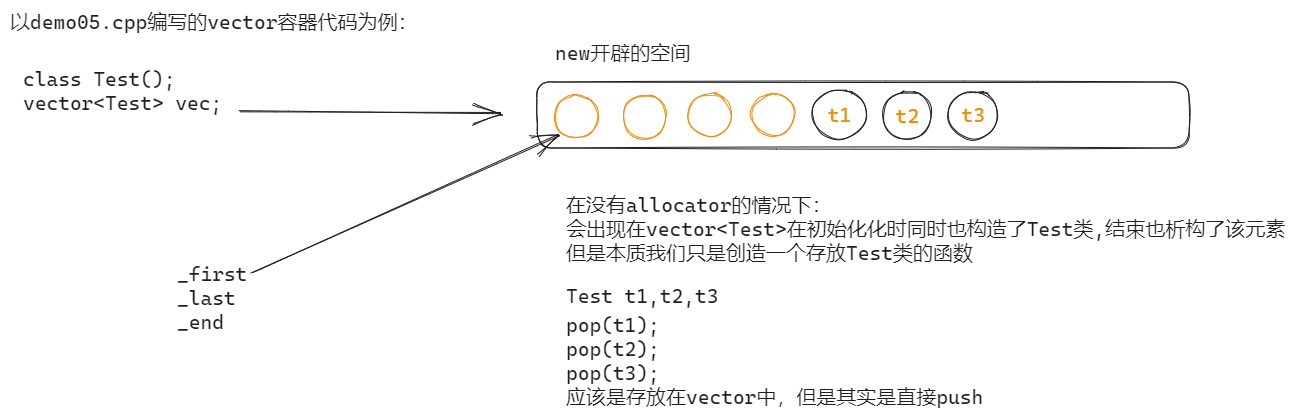 以demo05.cpp编写的vector容器代码为例:
new开辟的空间
class Test();
vector<Test> vec;
t1 t2 t3
在没有allocator的情况下:
会出现在vector<Test>在初始化化时同时也构造了Test类,结束也析构了该元素
但是本质我们只是创造一个存放Test类的函数
_first
_last
_end
Test t1,t2,t3
pop(t1);
pop(t2);
pop(t3);
应该是存放在vector中，但是其实是直接push